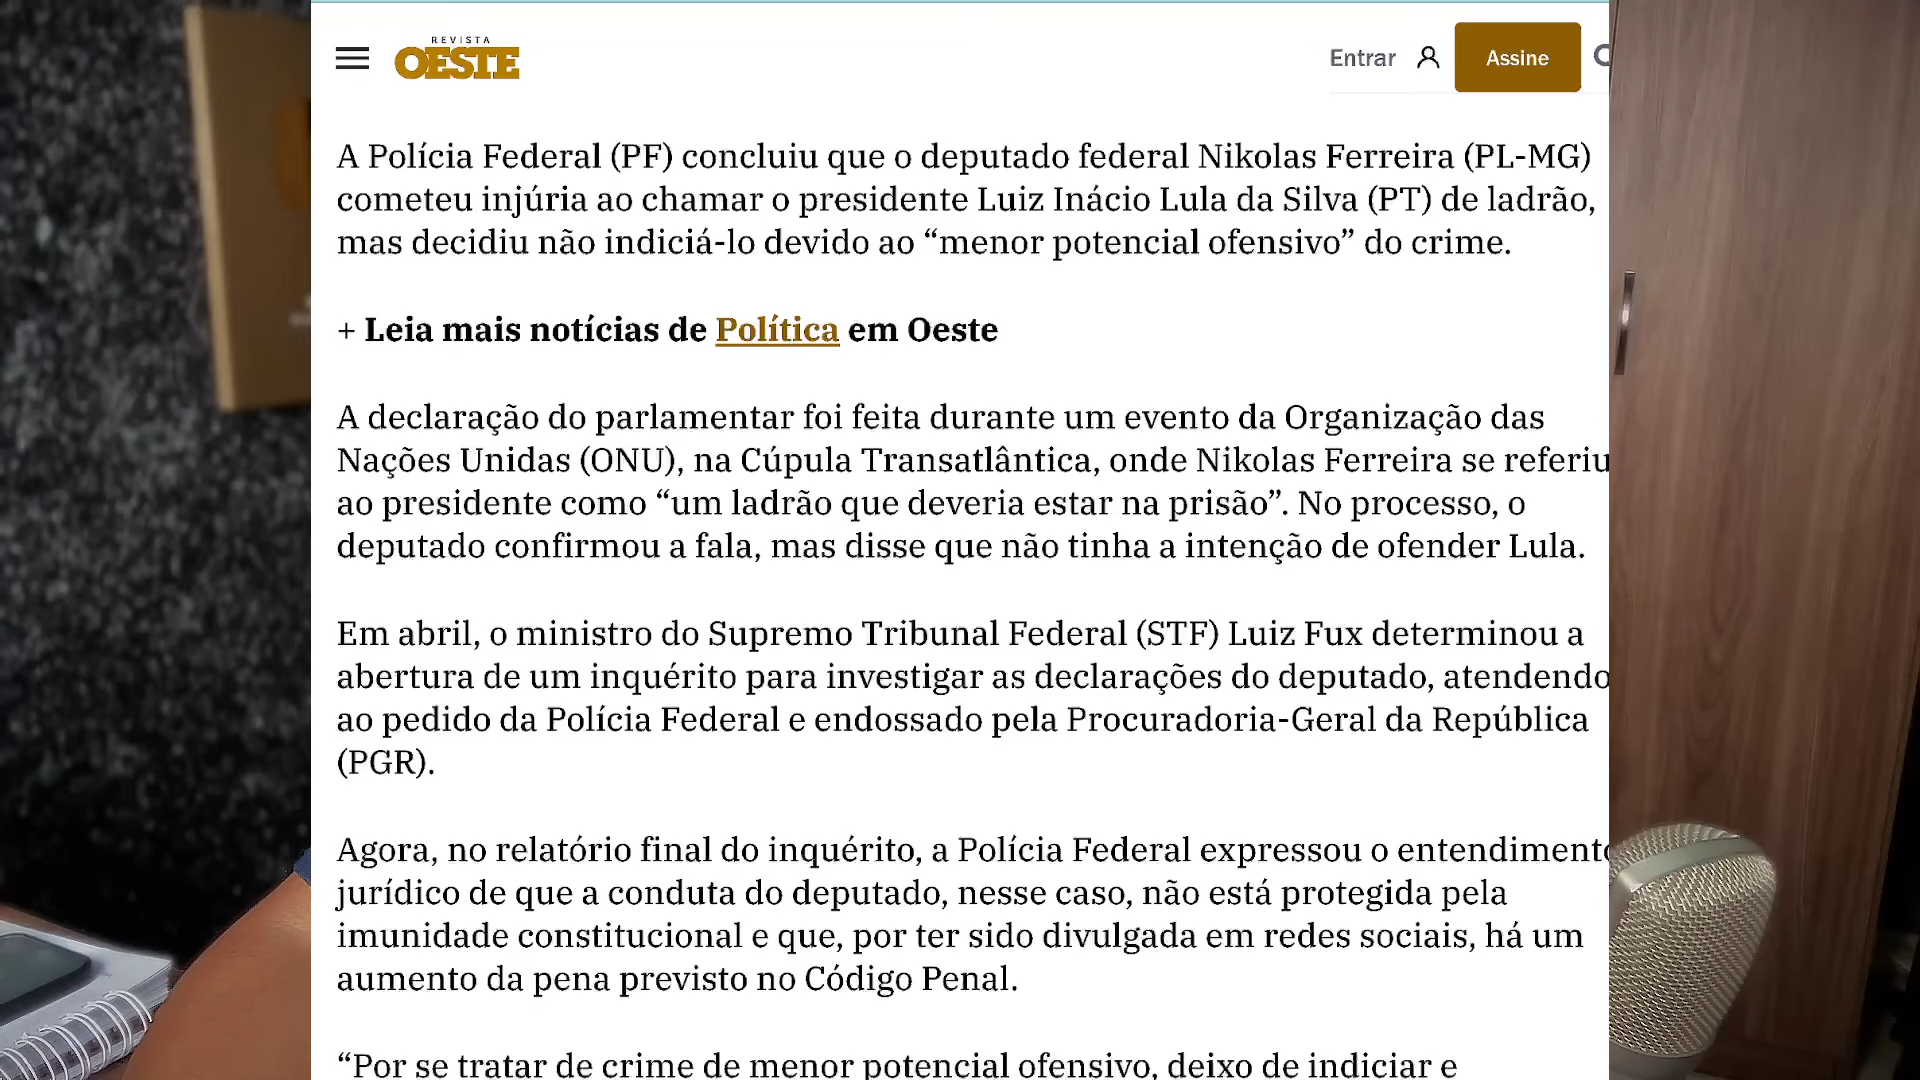 REVISTA
OESTE
Entrar
Assine
A Polícia Federal (PF) concluiu que o deputado federal Nikolas Ferreira (PL-MG)
cometeu injúria ao chamar o presidente Luiz Inácio Lula da Silva (PT) de ladrão,
mas decidiu não indiciá-lo devido ao “menor potencial ofensivo” do crime.
+ Leia mais notícias de Política em Oeste
A declaração do parlamentar foi feita durante um evento da Organização das
Nações Unidas (ONU), na Cúpula Transatlântica, onde Nikolas Ferreira se referiu
ao presidente como “um ladrão que deveria estar na prisão”. No processo, o
deputado confirmou a fala, mas disse que não tinha a intenção de ofender Lula.
Em abril, o ministro do Supremo Tribunal Federal (STF) Luiz Fux determinou a
abertura de um inquérito para investigar as declarações do deputado, atendendo
ao pedido da Polícia Federal e endossado pela Procuradoria-Geral da República
(PGR).
Agora, no relatório final do inquérito, a Polícia Federal expressou o entendimento
jurídico de que a conduta do deputado, nesse caso, não está protegida pela
imunidade constitucional e que, por ter sido divulgada em redes sociais, há um
aumento da pena previsto no Código Penal.
“Por se tratar de crime de menor potencial ofensivo, deixo de indiciar e